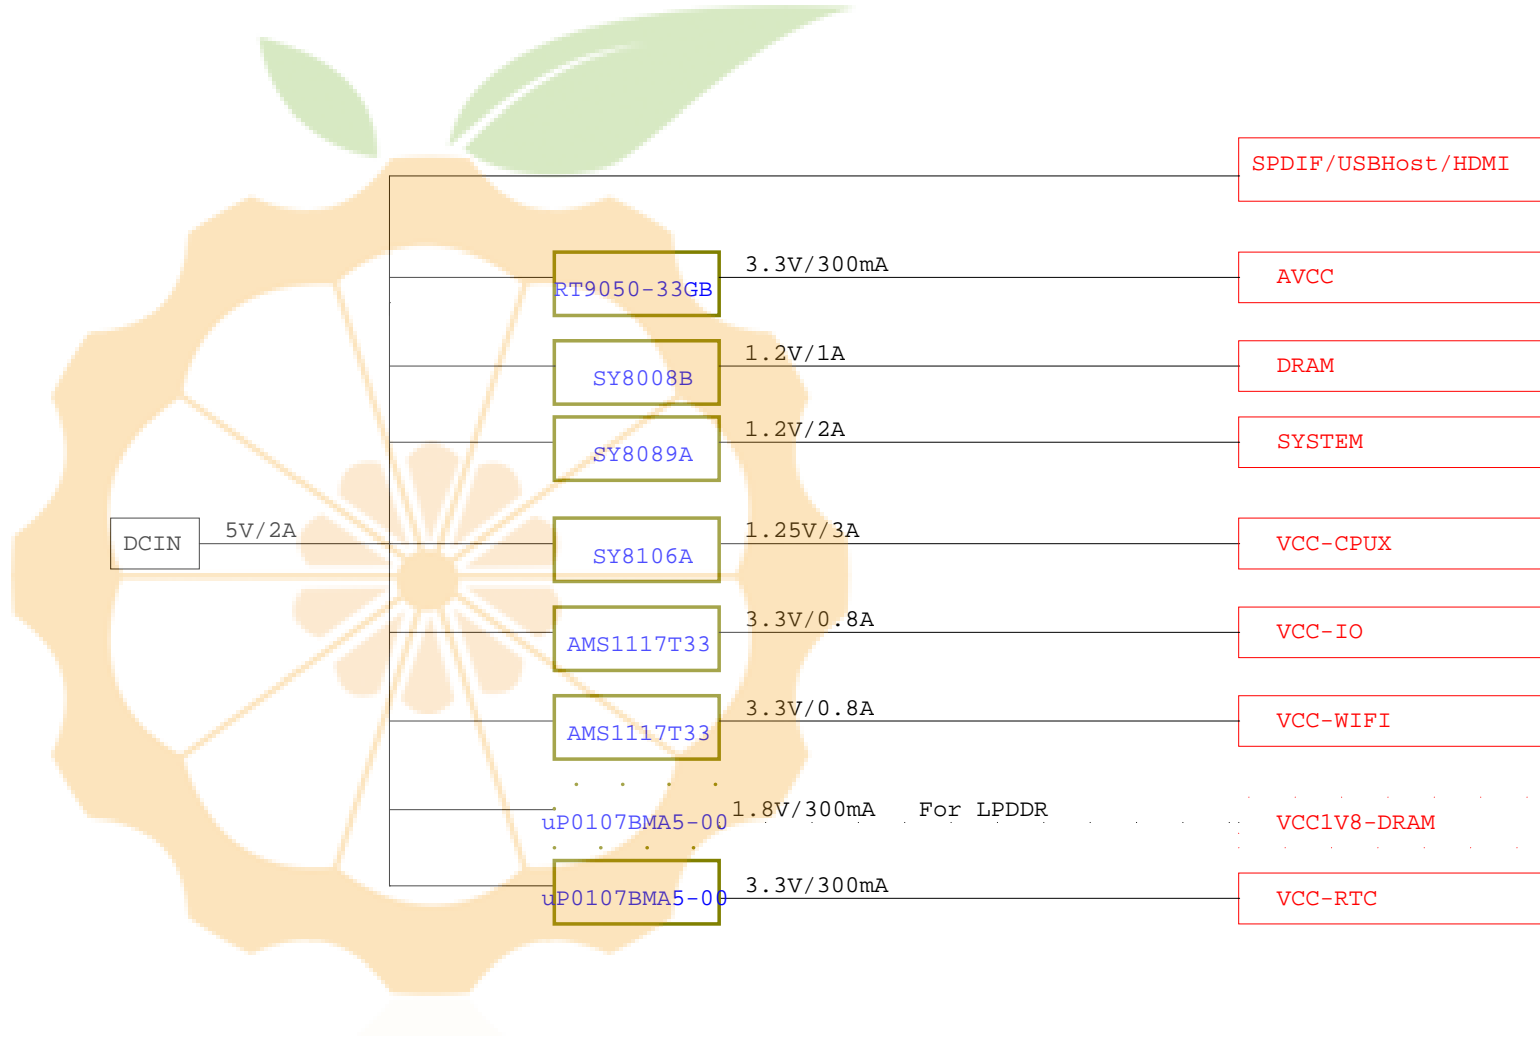 SPDIF/USBHost/HDMI
RT9050-33GB 3.3V/300mA AVCC
SY8008B 1.2V/1A DRAM
SY8089A 1.2V/2A SYSTEM
DCIN 5V/2A SY8106A 1.25V/3A VCC-CPUX
AMS1117T33 3.3V/0.8A VCC-IO
AMS1117T33 3.3V/0.8A VCC-WIFI
uP0107BMA5-00 1.8V/300mA For LPDDR VCC1V8-DRAM
uP0107BMA5-00 3.3V/300mA VCC-RTC